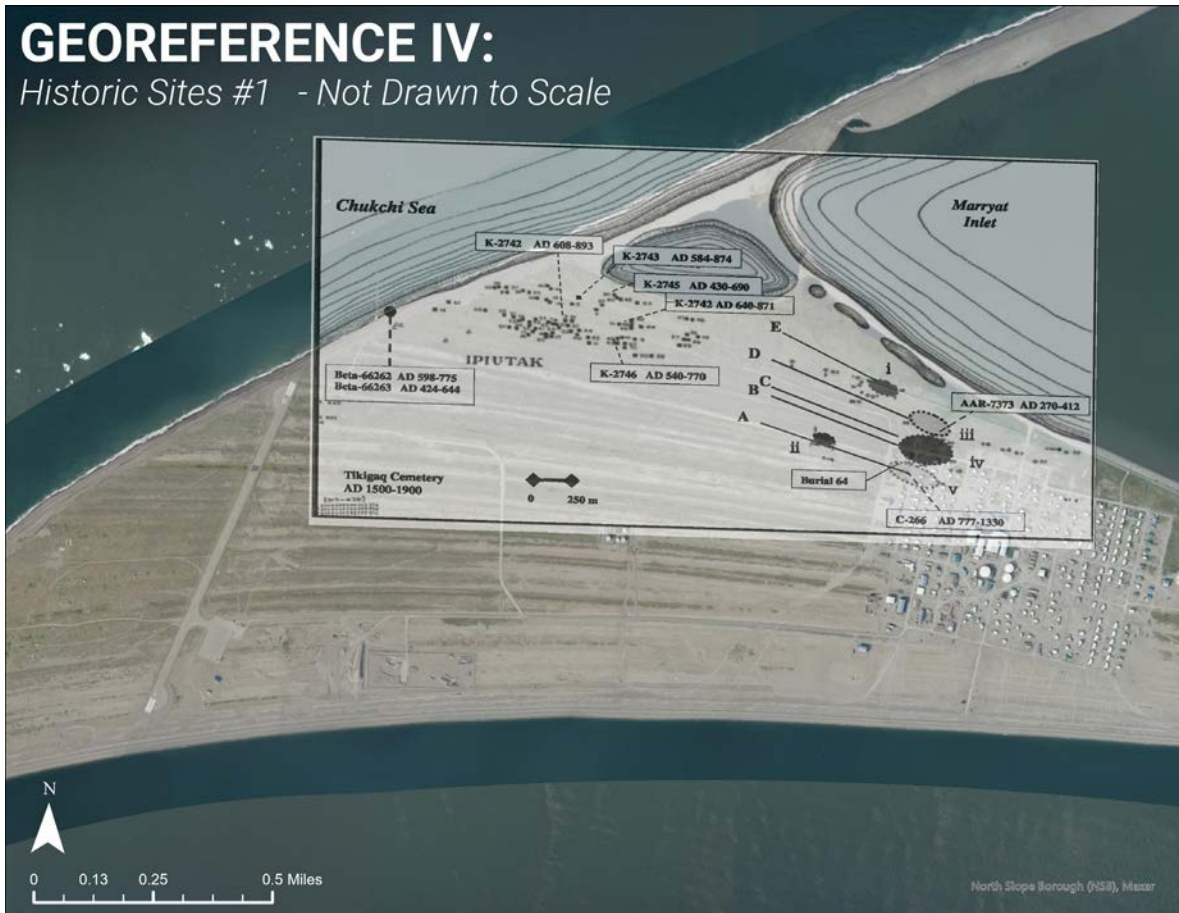 GEOREFERENCE IV:
Historic Sites #1 - Not Drawn to Scale
Chukchi Sea
Marryat
Inlet
K-2742 AD 608-893
K-2743 AD 584-874
K-2745 AD 430-690
K-2742 AD 640-871
E
D
C
B
A
i
IPIUTAK
K-2746 AD 540-770
Beta-66262 AD 598-775
Beta-66263 AD 424-644
AAR-7373 AD 270-412
iii
ii
iv
Burial 64
v
Tikigaq Cemetery
AD 1500-1900
0 250 m
C-266 AD 777-1330
N
0 0.13 0.25 0.5 Miles
North Slope Borough (NSB), Maxar